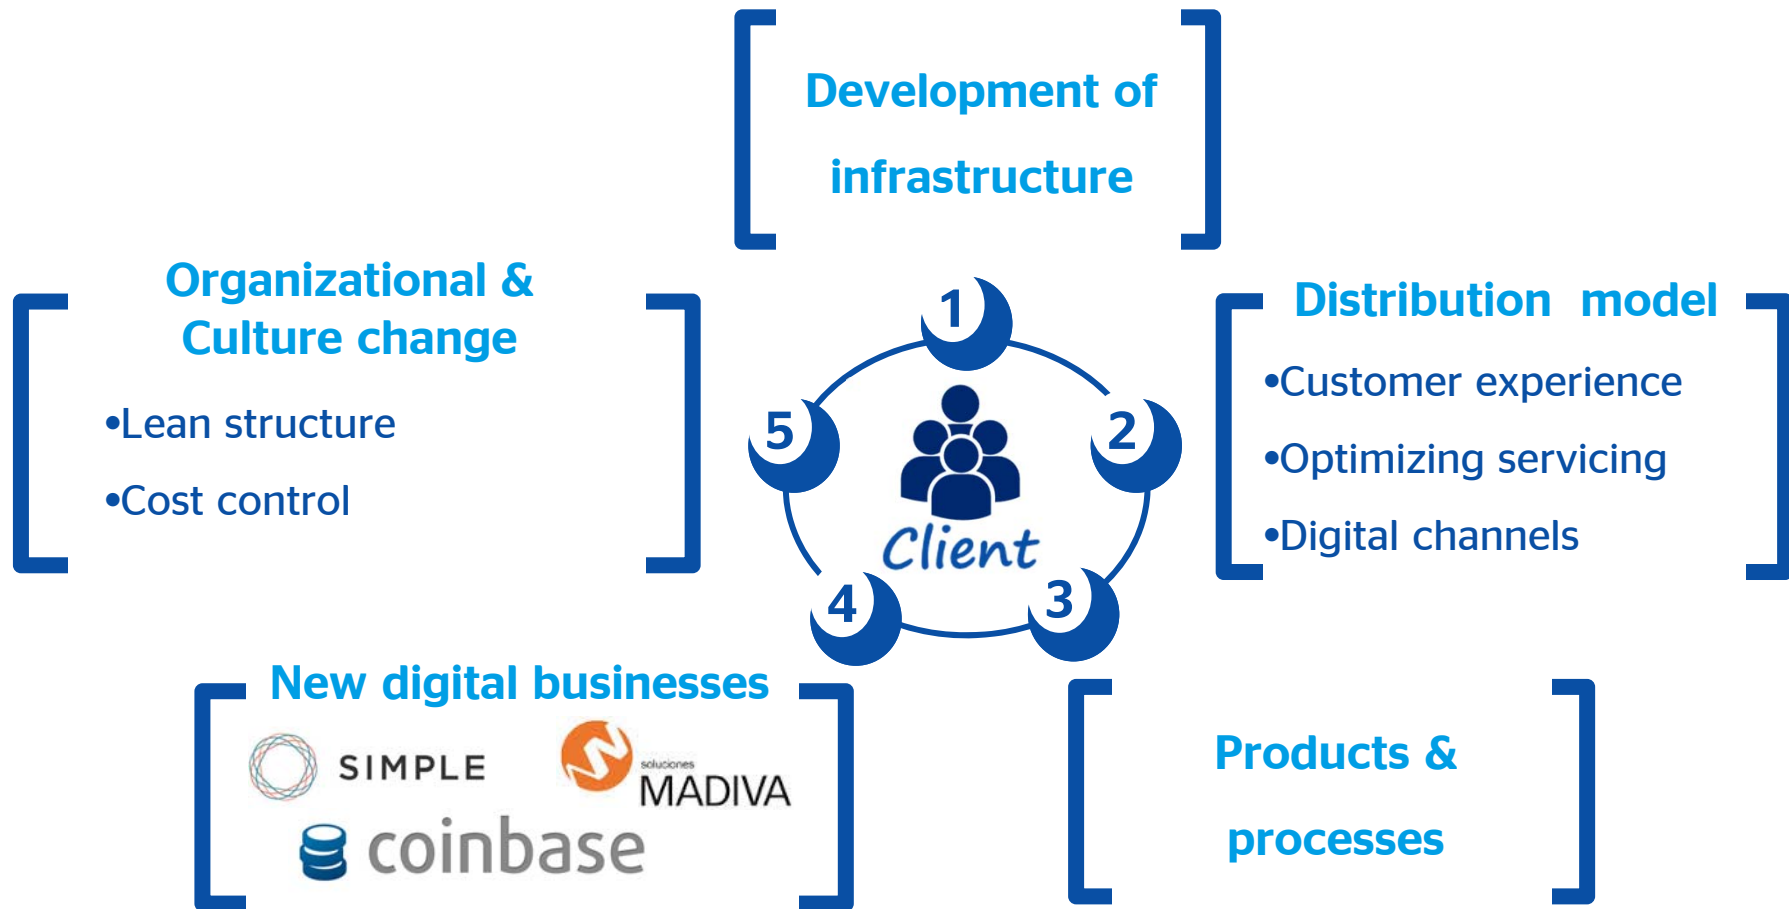 Development of
infrastructure
1
Distribution model
•Customer experience
•Optimizing servicing
•Digital channels
2
Products &
processes
3
New digital businesses
SIMPLE
soluciones
MADIVA
coinbase
4
Organizational &
Culture change
•Lean structure
•Cost control
5
Client